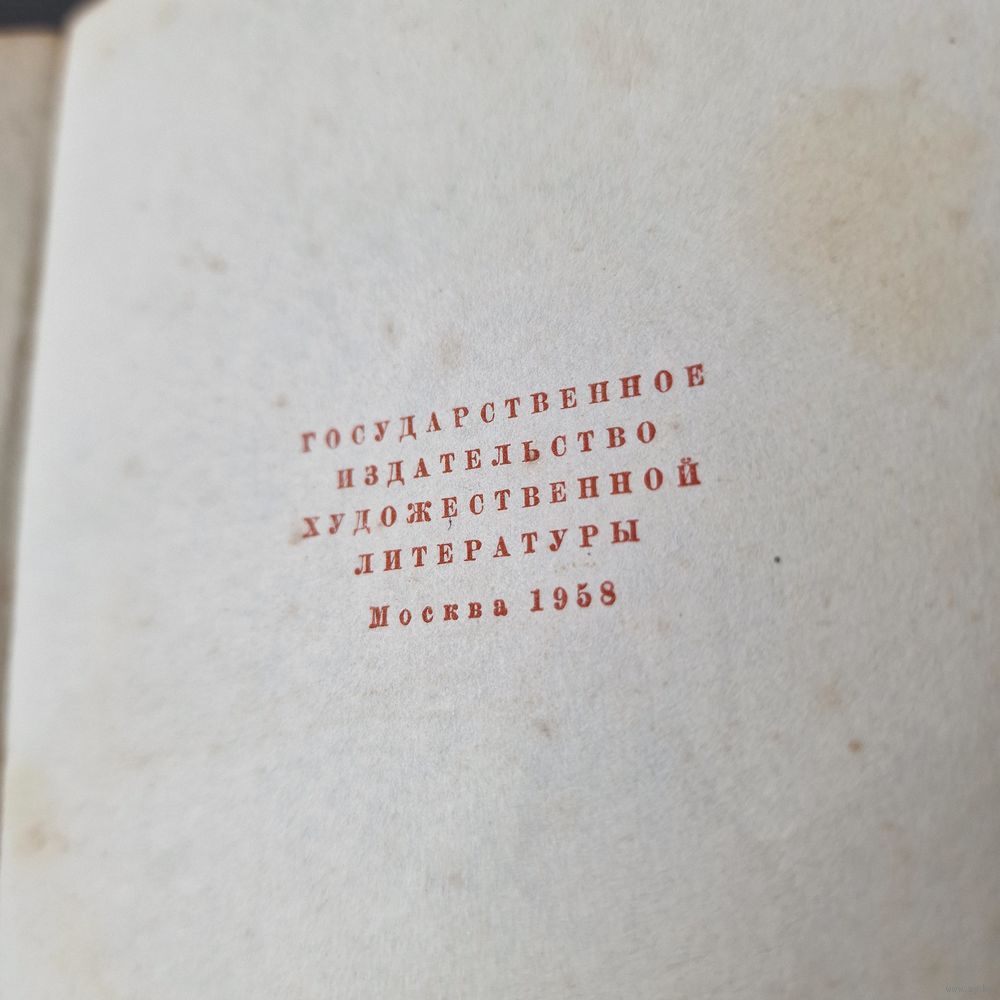 ГОСУДАРСТВЕННОЕ
ИЗДАТЕЛЬСТВО
ХУДОЖЕСТВЕННОЙ
ЛИТЕРАТУРЫ
Москва 1958